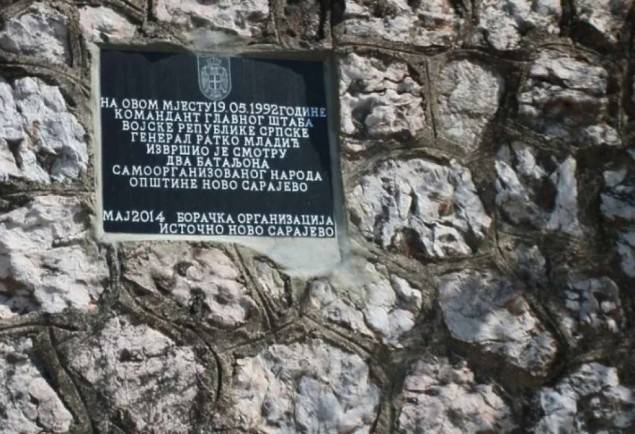 НА ОВОМ МЈЕСТУ 19.05.1992 ГОДИНЕ
КОМАНДАНТ ГЛАВНОГ ШТАБА
ВОЈСКЕ РЕПУБЛИКЕ СРПСКЕ
ГЕНЕРАЛ РАТКО МЛАДИЋ
ИЗВРШИО ЈЕ СМОТРУ
ДВА БАТАЉОНА
САМООРГАНИЗОВАНОГ НАРОДА
ОПШТИНЕ НОВО САРАЈЕВО
МАЈ 2014 БОРАЧКА ОРГАНИЗАЦИЈА
ИСТОЧНО НОВО САРАЈЕВО